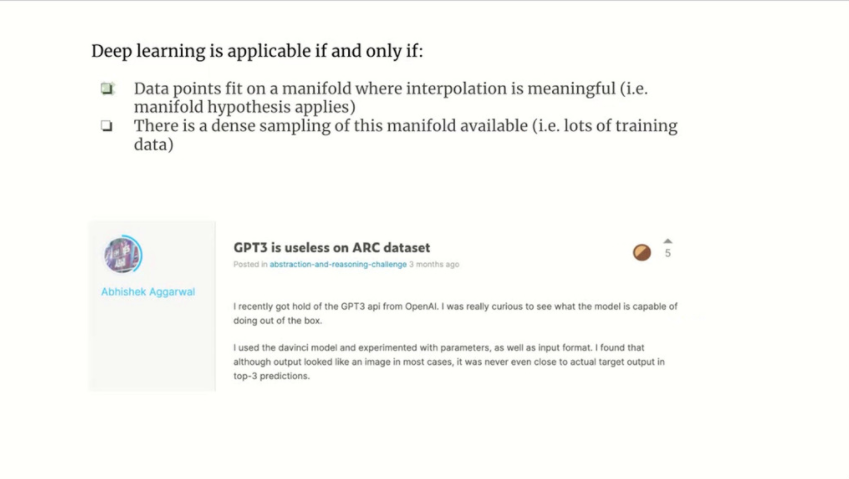 Deep learning is applicable if and only if:
Data points fit on a manifold where interpolation is meaningful (i.e.
manifold hypothesis applies)
There is a dense sampling of this manifold available (i.e. lots of training
data)
GPT3 is useless on ARC dataset
Posted in abstraction-and-reasoning-challenge 3 months ago
5
Abhishek Aggarwal
I recently got hold of the GPT3 api from OpenAI. I was really curious to see what the model is capable of
doing out of the box.
I used the davinci model and experimented with parameters, as well as input format. I found that
although output looked like an image in most cases, it was never even close to actual target output in
top-3 predictions.